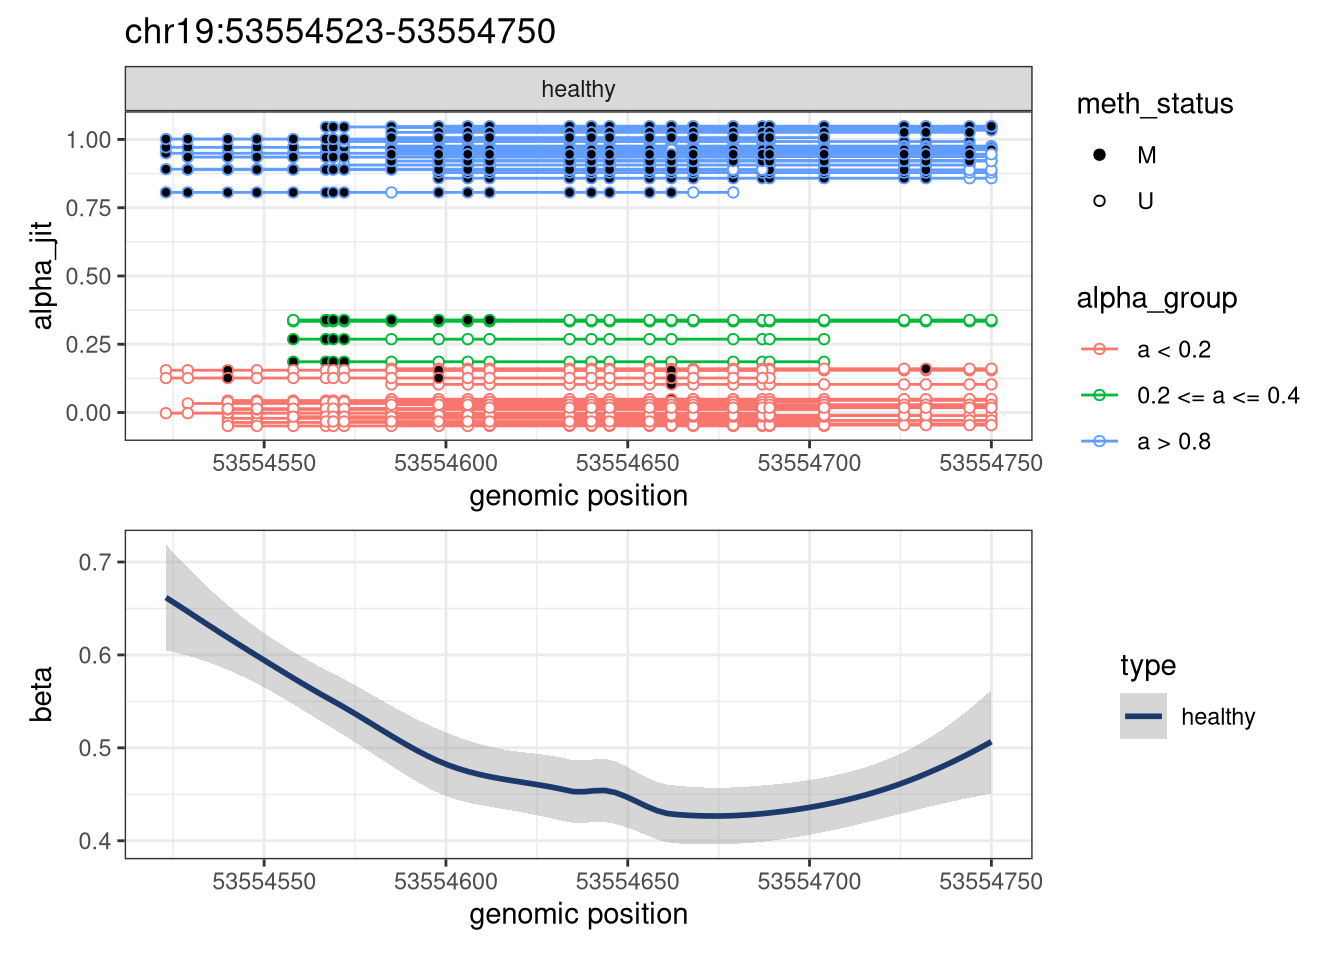 chr19:53554523-53554750
healthy
1.00
0.75
0.50
0.25
0.00
alpha_jit
53554550 53554600 53554650 53554700 53554750
genomic position
meth_status
M
U
alpha_group
a < 0.2
0.2 <= a <= 0.4
a > 0.8
0.7
0.6
0.5
0.4
beta
53554550 53554600 53554650 53554700 53554750
genomic position
type
healthy